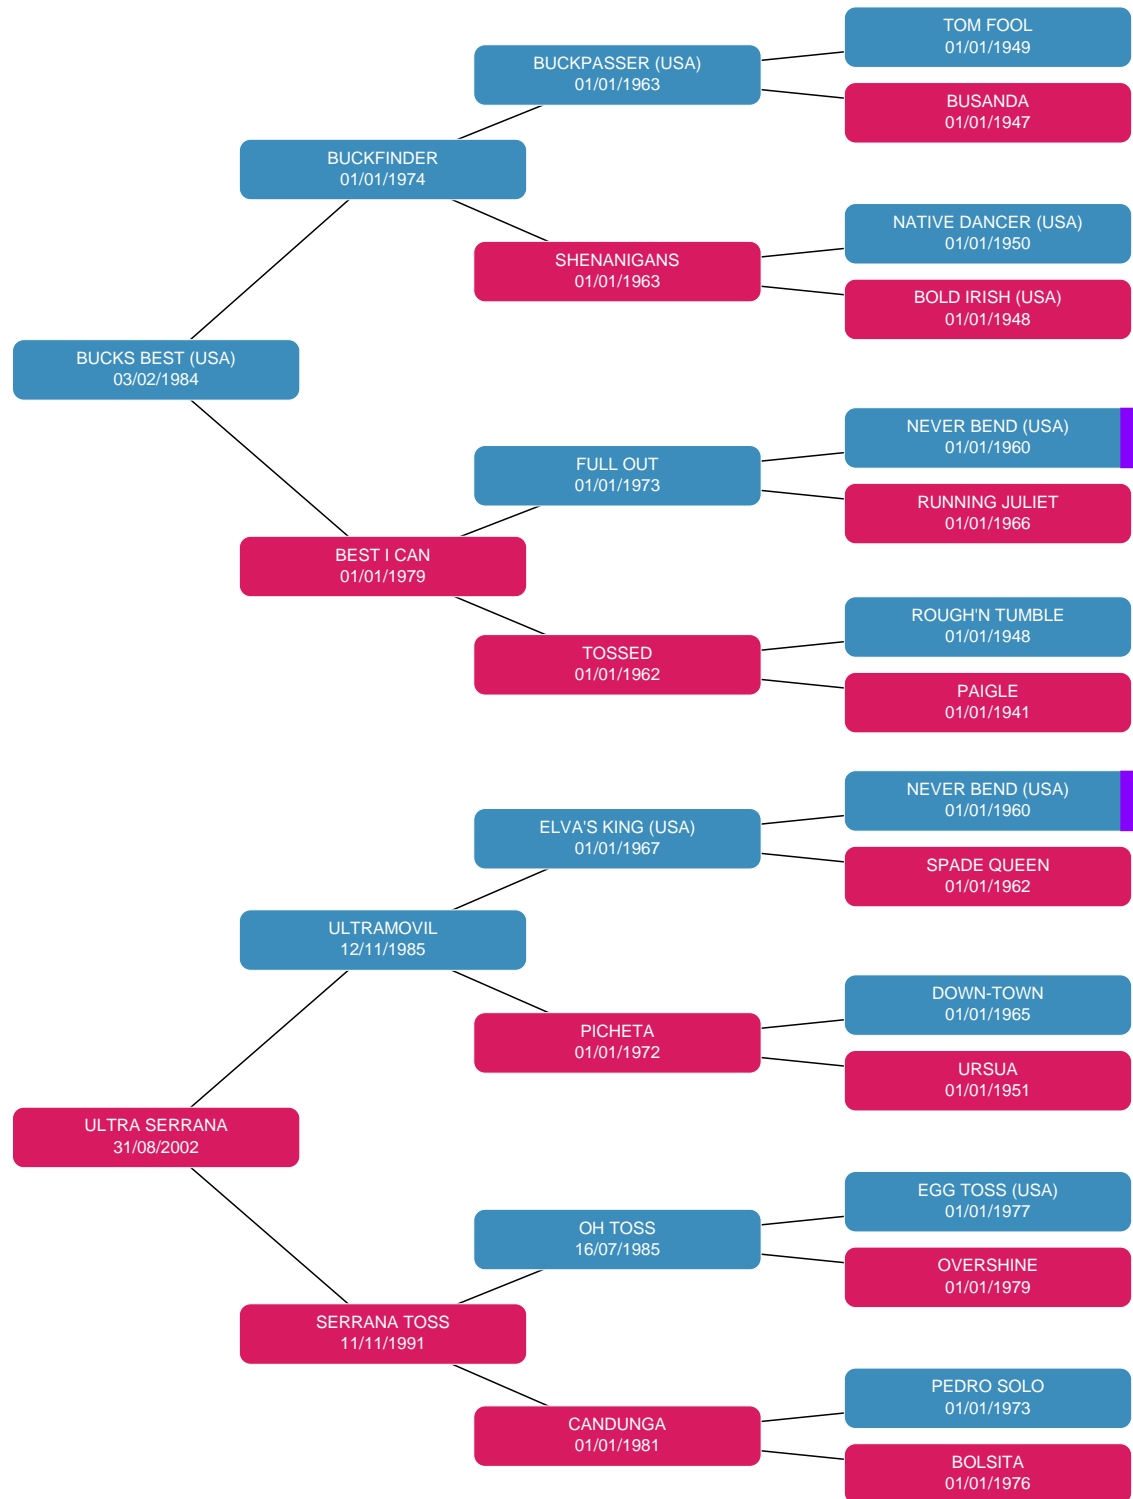 TOM FOOL
01/01/1949
BUCKPASSER (USA)
01/01/1963
BUSANDA
01/01/1947
BUCKFINDER
01/01/1974
NATIVE DANCER (USA)
01/01/1950
SHENANIGANS
01/01/1963
BOLD IRISH (USA)
01/01/1948
BUCKS BEST (USA)
03/02/1984
NEVER BEND (USA)
01/01/1960
FULL OUT
01/01/1973
RUNNING JULIET
01/01/1966
BEST I CAN
01/01/1979
ROUGH'N TUMBLE
01/01/1948
TOSSED
01/01/1962
PAIGLE
01/01/1941
NEVER BEND (USA)
01/01/1960
ELVA'S KING (USA)
01/01/1967
SPADE QUEEN
01/01/1962
ULTRAMOVIL
12/11/1985
DOWN-TOWN
01/01/1965
PICHETA
01/01/1972
URSUA
01/01/1951
ULTRA SERRANA
31/08/2002
EGG TOSS (USA)
01/01/1977
OH TOSS
16/07/1985
OVERSHINE
01/01/1979
SERRANA TOSS
11/11/1991
PEDRO SOLO
01/01/1973
CANDUNGA
01/01/1981
BOLSITA
01/01/1976